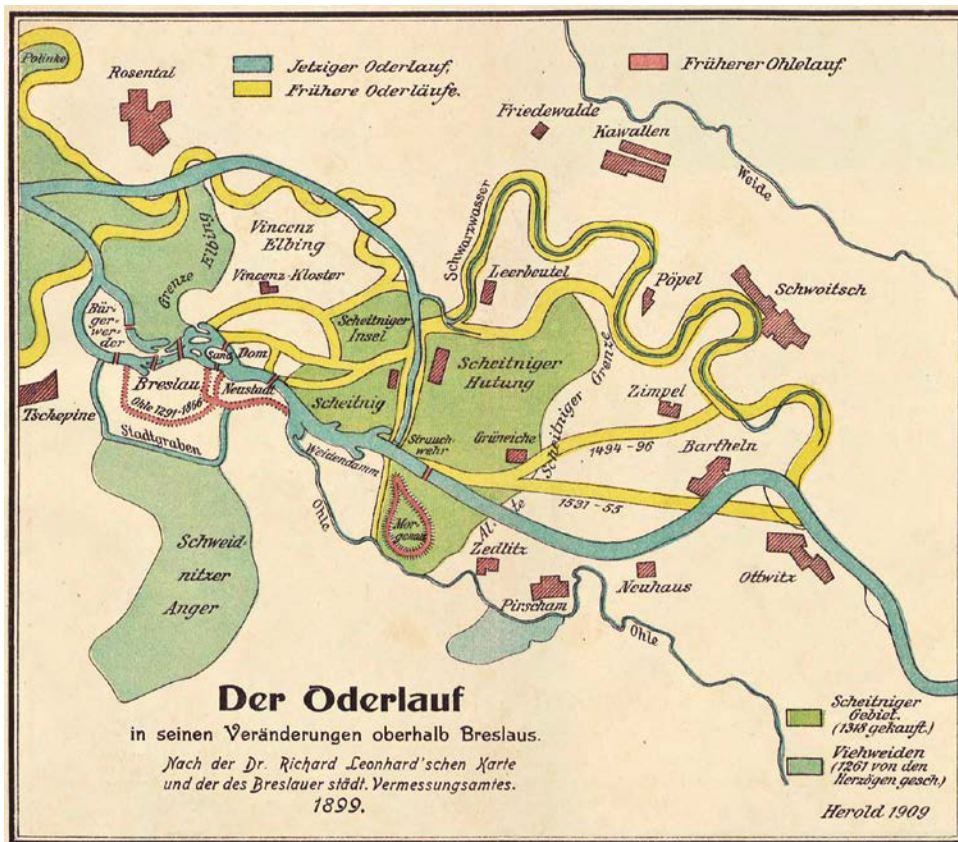 Polinke
Rosental
Jetziger Oderlauf,
Frühere Oderläufe.
Früherer Ohlelauf.
Friedewalde
Kawallen
Weide
Schwarzwasser
Vincenz
Elbing
Grenze Elbing
Vincenz-Kloster
Leerbeutel
Pöpel
Schwoitsch
Bür-
ger-
wer-
der
Scheitniger
Insel
Sand
Dom
Scheitniger
Hutung
Scheitniger Grenze
Zimpel
Tschepine
Breslau
Neustadt
Ohle 1291-1866
Scheitnig
Stadtgraben
Weidendamm
Strauch-
wehr
Grüneiche
1494-96
Bartheln
1531-55
Ohle
Mor-
genau
Alte
Zedlitz
Pirscham
Neuhaus
Ottwitz
Ohle
Schweid-
nitzer
Anger
Der Oderlauf
in seinen Veränderungen oberhalb Breslaus.
Nach der Dr. Richard Leonhard'schen Karte
und der des Breslauer städt. Vermessungsamtes.
1899.
Scheitniger
Gebiet.
(1318 gekauft.)
Viehweiden
(1261 von den
Herzögen gesch.)
Herold 1909